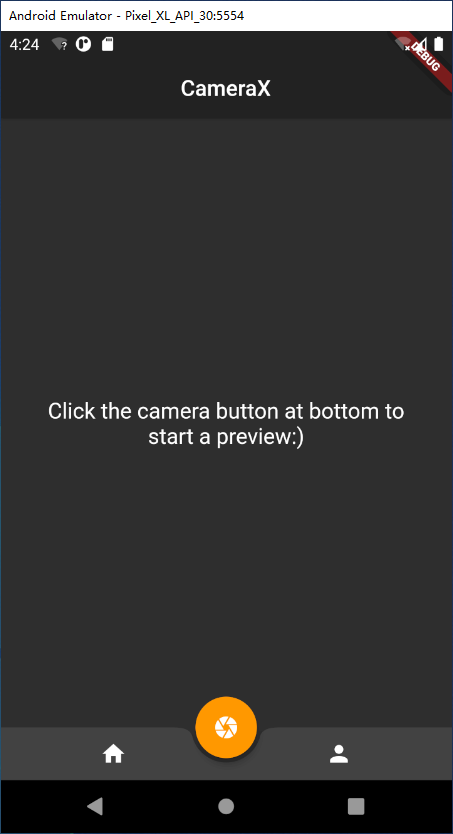 Android Emulator - Pixel_XL_API_30:5554
4:24
DEBUG
CameraX
Click the camera button at bottom to
start a preview:)